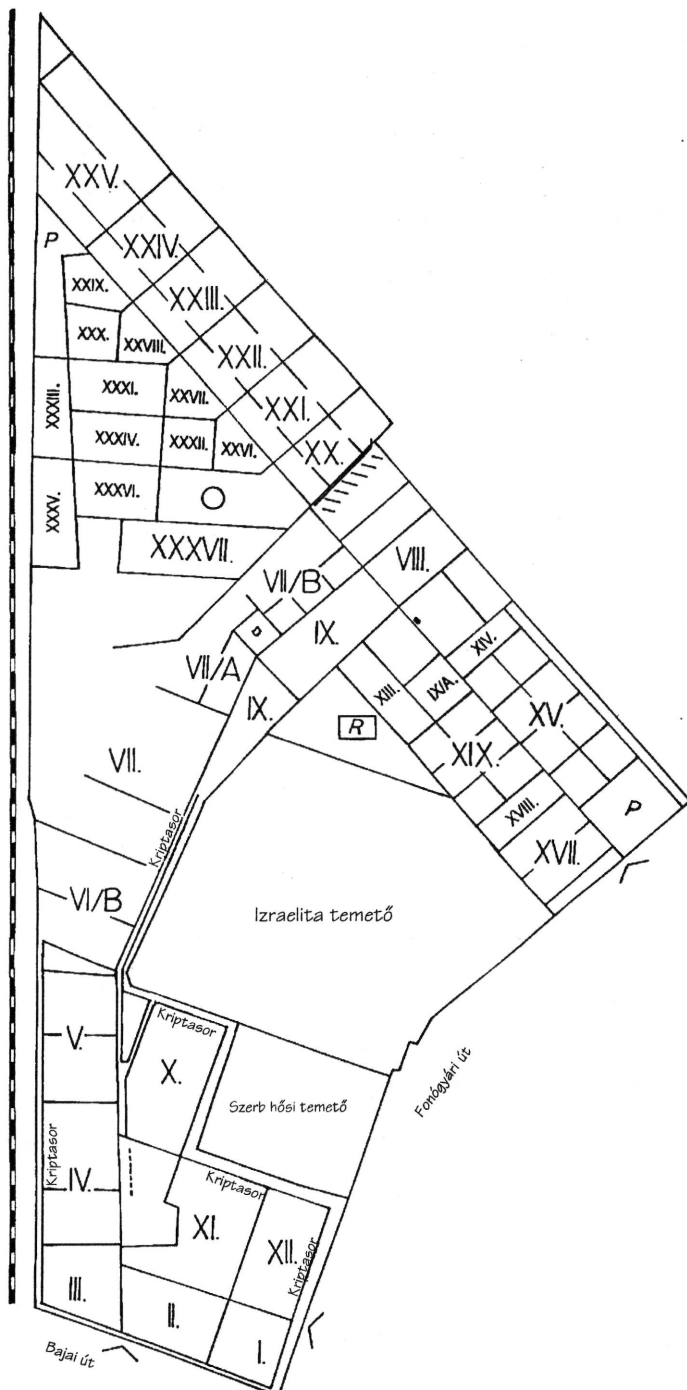 XXV.
XXIV.
P
XXIX.
XXIII.
XXX.
XXVIII.
XXII.
XXXI.
XXVII.
XXI.
XXXIII.
XXXIV.
XXXII.
XXVI.
XX.
XXXV.
XXXVI.
XXXVII.
VII/B
VIII.
IX.
XIV.
VII/A
XIII.
IX/A.
IX.
R
XV.
XIX.
VII.
XVIII.
P
Kriptasor
XVII.
VI/B
Izraelita temető
Kriptasor
V.
X.
Fonógyári út
Szerb hősi temető
Kriptasor
IV.
Kriptasor
XI.
XII.
Kriptasor
III.
II.
I.
Bajai út